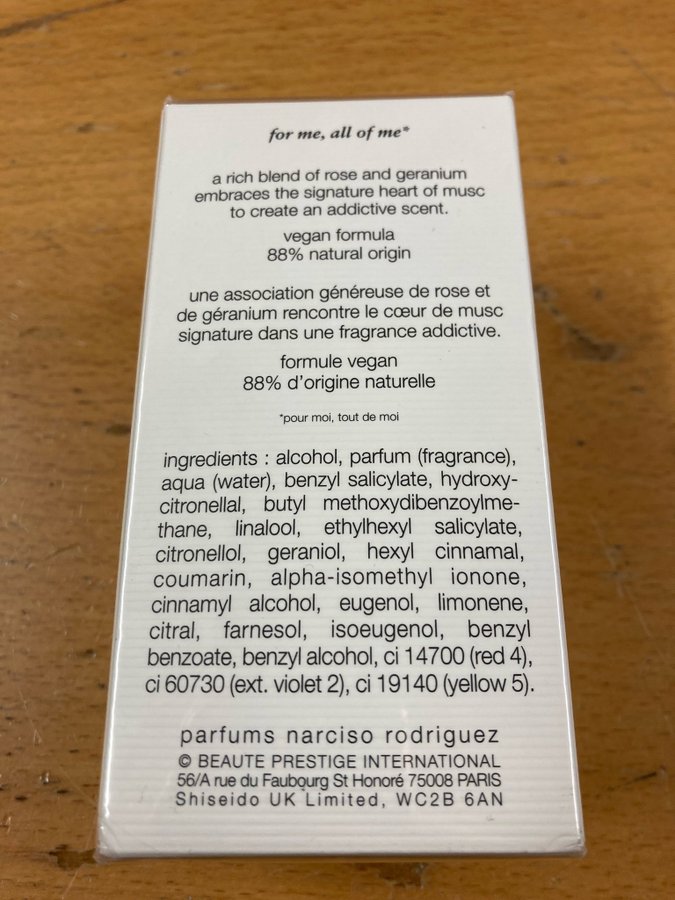 for me, all of me*
a rich blend of rose and geranium
embraces the signature heart of musc
to create an addictive scent.
vegan formula
88% natural origin
une association généreuse de rose et
de géranium rencontre le cœur de musc
signature dans une fragrance addictive.
formule vegan
88% d'origine naturelle
*pour moi, tout de moi
ingredients : alcohol, parfum (fragrance),
aqua (water), benzyl salicylate, hydroxy-
citronellal, butyl methoxydibenzoylme-
thane, linalool, ethylhexyl salicylate,
citronellol, geraniol, hexyl cinnamal,
coumarin, alpha-isomethyl ionone,
cinnamyl alcohol, eugenol, limonene,
citral, farnesol, isoeugenol, benzyl
benzoate, benzyl alcohol, ci 14700 (red 4),
ci 60730 (ext. violet 2), ci 19140 (yellow 5).
parfums narciso rodriguez
© BEAUTE PRESTIGE INTERNATIONAL
56/A rue du Faubourg St Honoré 75008 PARIS
Shiseido UK Limited, WC2B 6AN